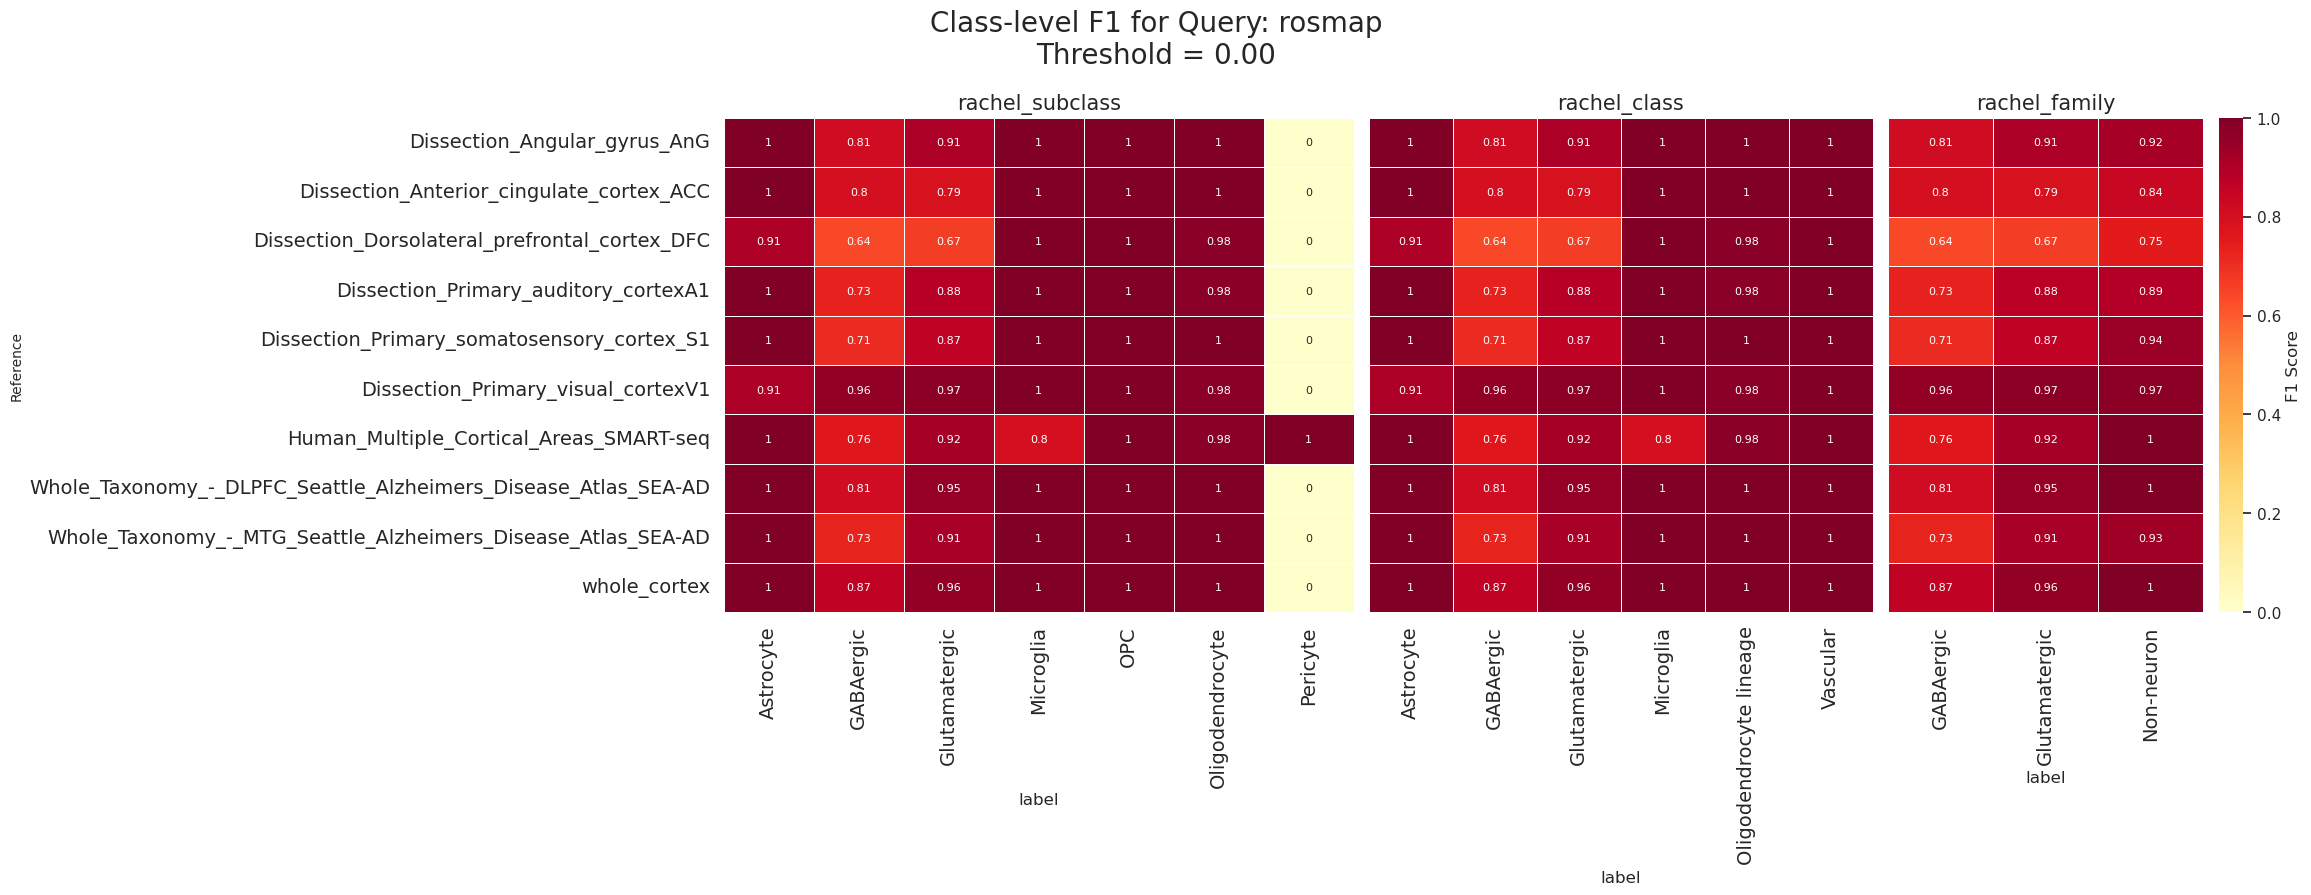 Class-level F1 for Query: rosmap
Threshold = 0.00
rachel_subclass rachel_class rachel_family
Reference
Dissection_Angular_gyrus_AnG 1 0.81 0.91 1 1 1 0 1 0.81 0.91 1 1 1 0.81 0.91 0.92
Dissection_Anterior_cingulate_cortex_ACC 1 0.8 0.79 1 1 1 0 1 0.8 0.79 1 1 1 0.8 0.79 0.84
Dissection_Dorsolateral_prefrontal_cortex_DFC 0.91 0.64 0.67 1 1 0.98 0 0.91 0.64 0.67 1 0.98 1 0.64 0.67 0.75
Dissection_Primary_auditory_cortexA1 1 0.73 0.88 1 1 0.98 0 1 0.73 0.88 1 0.98 1 0.73 0.88 0.89
Dissection_Primary_somatosensory_cortex_S1 1 0.71 0.87 1 1 1 0 1 0.71 0.87 1 1 1 0.71 0.87 0.94
Dissection_Primary_visual_cortexV1 0.91 0.96 0.97 1 1 0.98 0 0.91 0.96 0.97 1 0.98 1 0.96 0.97 0.97
Human_Multiple_Cortical_Areas_SMART-seq 1 0.76 0.92 0.8 1 0.98 1 1 0.76 0.92 0.8 0.98 1 0.76 0.92 1
Whole_Taxonomy_-_DLPFC_Seattle_Alzheimers_Disease_Atlas_SEA-AD 1 0.81 0.95 1 1 1 0 1 0.81 0.95 1 1 1 0.81 0.95 1
Whole_Taxonomy_-_MTG_Seattle_Alzheimers_Disease_Atlas_SEA-AD 1 0.73 0.91 1 1 1 0 1 0.73 0.91 1 1 1 0.73 0.91 0.93
whole_cortex 1 0.87 0.96 1 1 1 0 1 0.87 0.96 1 1 1 0.87 0.96 1
Astrocyte
GABAergic
Glutamatergic
Microglia
OPC
Oligodendrocyte
Pericyte
label
Astrocyte
GABAergic
Glutamatergic
Microglia
Oligodendrocyte lineage
Vascular
label
GABAergic
Glutamatergic
Non-neuron
label
1.0
0.8
0.6
0.4
0.2
0.0
F1 Score